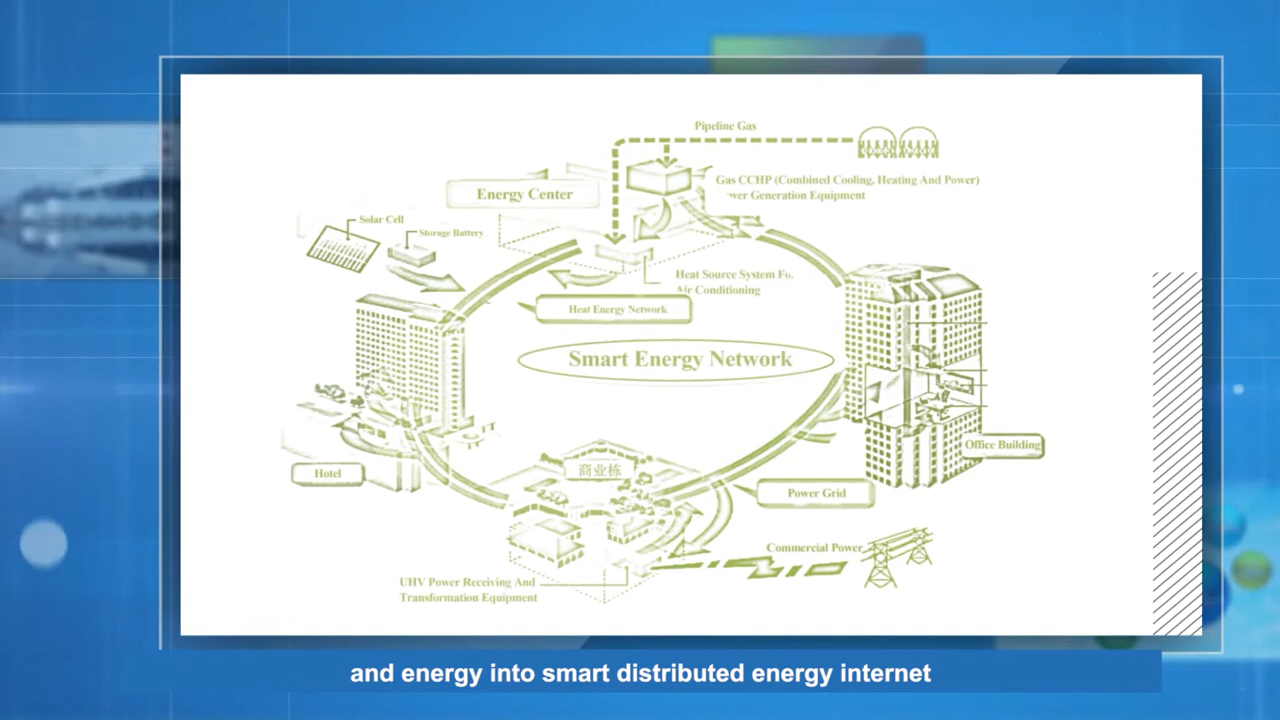 Pipeline Gas
Gas CCHP (Combined Cooling, Heating And Power)
Generation Equipment
Energy Center
Solar Cell
Storage Battery
Heat Source System
Air Conditioning
Heat Energy Network
Smart Energy Network
Office Building
商业栋
Hotel
Power Grid
Commercial Power
UHV Power Receiving And
Transformation Equipment
and energy into smart distributed energy internet